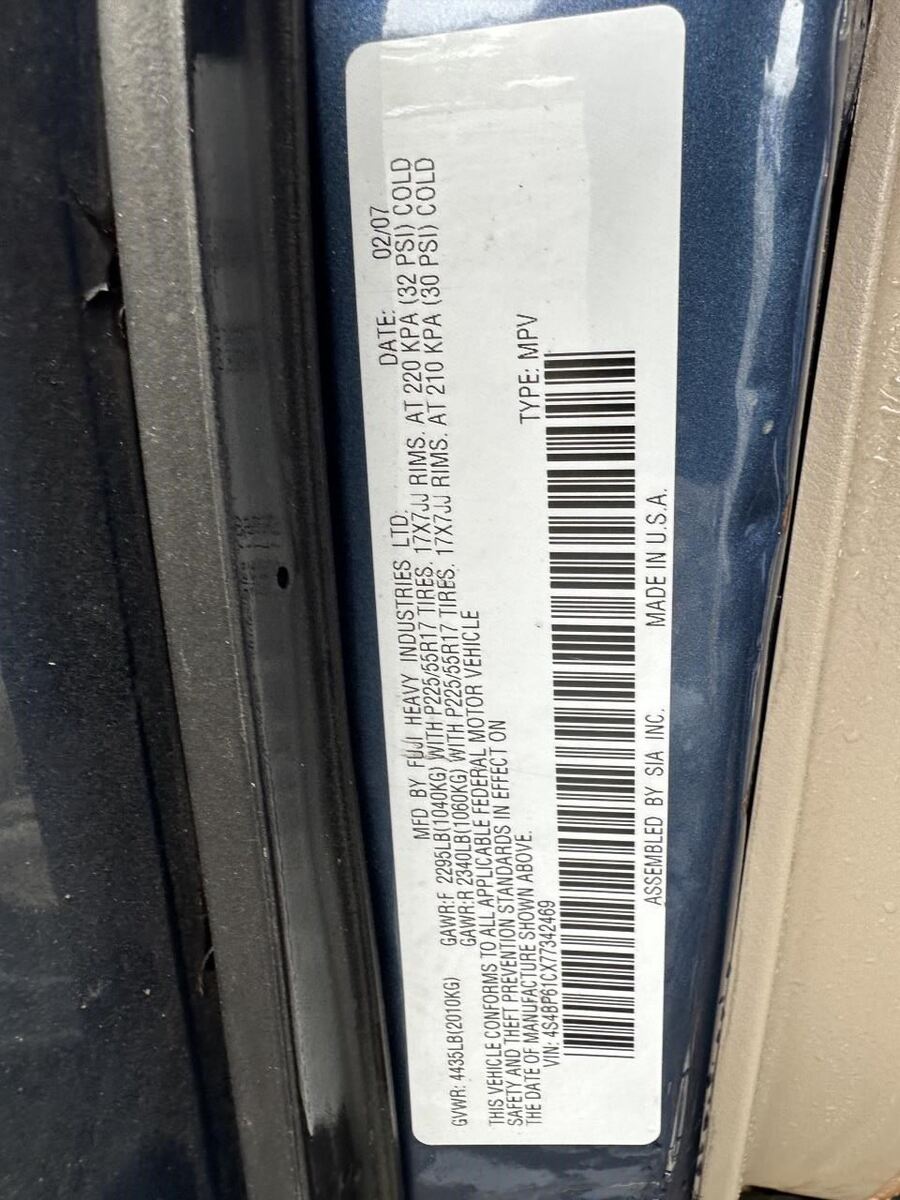 MFD BY FUJI HEAVY INDUSTRIES LTD. DATE: 02/07
GVWR: 4435LB(2010KG) GAWR:F 2295LB(1040KG) WITH P225/55R17 TIRES, 17X7JJ RIMS. AT 220 KPA (32 PSI) COLD
GAWR:R 2340LB(1060KG) WITH P225/55R17 TIRES, 17X7JJ RIMS. AT 210 KPA (30 PSI) COLD
THIS VEHICLE CONFORMS TO ALL APPLICABLE FEDERAL MOTOR VEHICLE
SAFETY AND THEFT PREVENTION STANDARDS IN EFFECT ON
THE DATE OF MANUFACTURE SHOWN ABOVE.
VIN: 4S4BP61CX77342469 TYPE: MPV
ASSEMBLED BY SIA INC. MADE IN U.S.A.